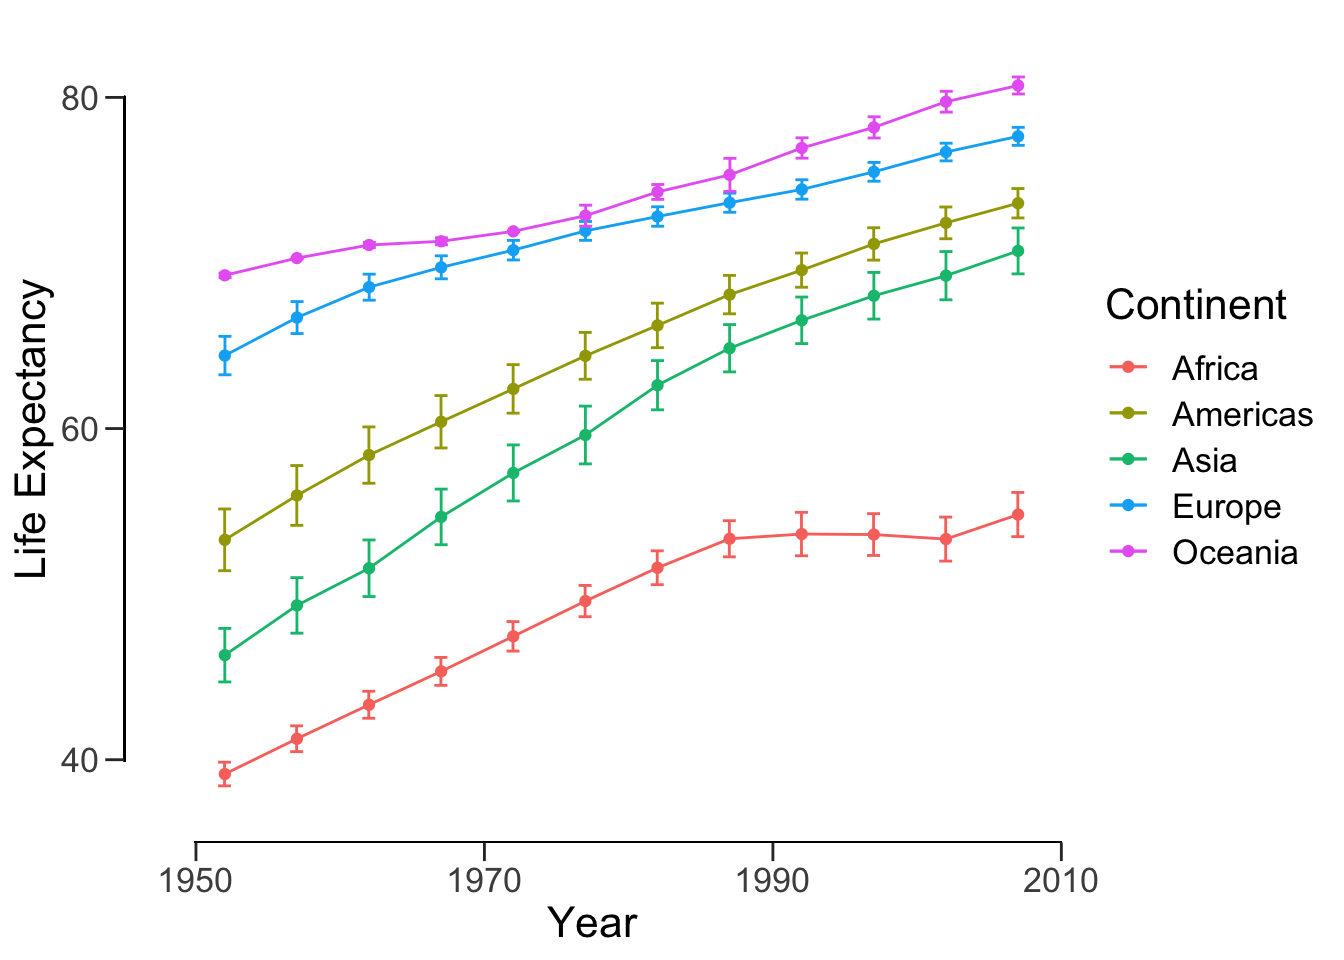 80
60
40
Life Expectancy
1950
1970
1990
2010
Year
Continent
Africa
Americas
Asia
Europe
Oceania